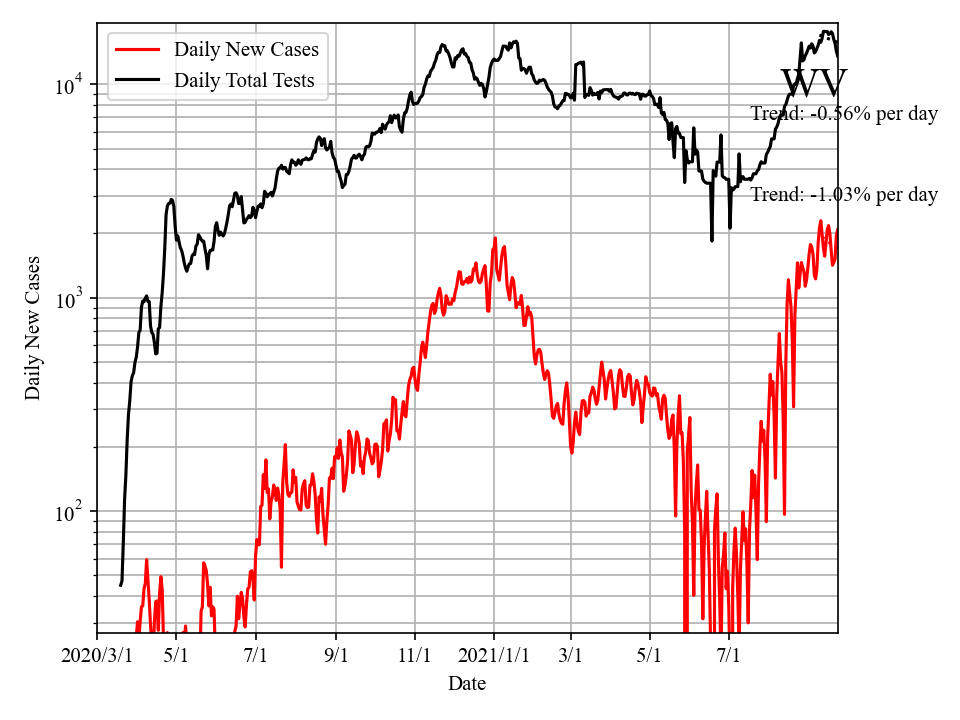 Daily New Cases
Daily Total Tests
WV
Trend: -0.56% per day
Trend: -1.03% per day
10^4
10^3
10^2
Daily New Cases
2020/3/1 5/1 7/1 9/1 11/1 2021/1/1 3/1 5/1 7/1
Date